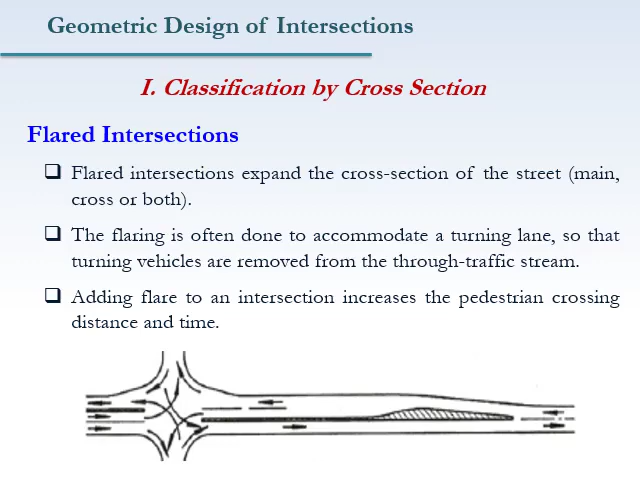 Geometric Design of Intersections
I. Classification by Cross Section
Flared Intersections
❑ Flared intersections expand the cross-section of the street (main,
cross or both).
❑ The flaring is often done to accommodate a turning lane, so that
turning vehicles are removed from the through-traffic stream.
❑ Adding flare to an intersection increases the pedestrian crossing
distance and time.